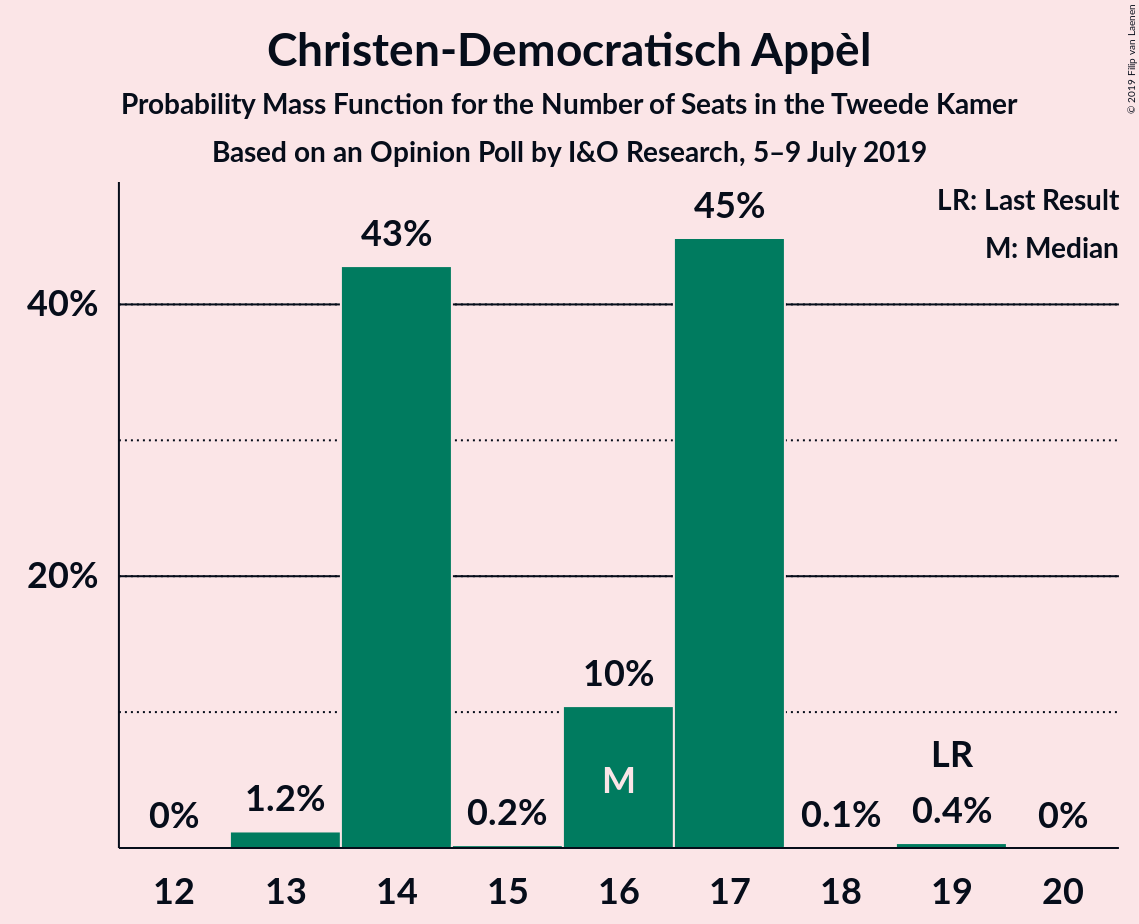 Christen-Democratisch Appèl
Probability Mass Function for the Number of Seats in the Tweede Kamer
Based on an Opinion Poll by I&O Research, 5–9 July 2019
© 2019 Filip van Laenen
LR: Last Result
M: Median
45%
43%
40%
20%
10%
M
LR
0%
1.2%
0.2%
0.1%
0.4%
0%
12 13 14 15 16 17 18 19 20